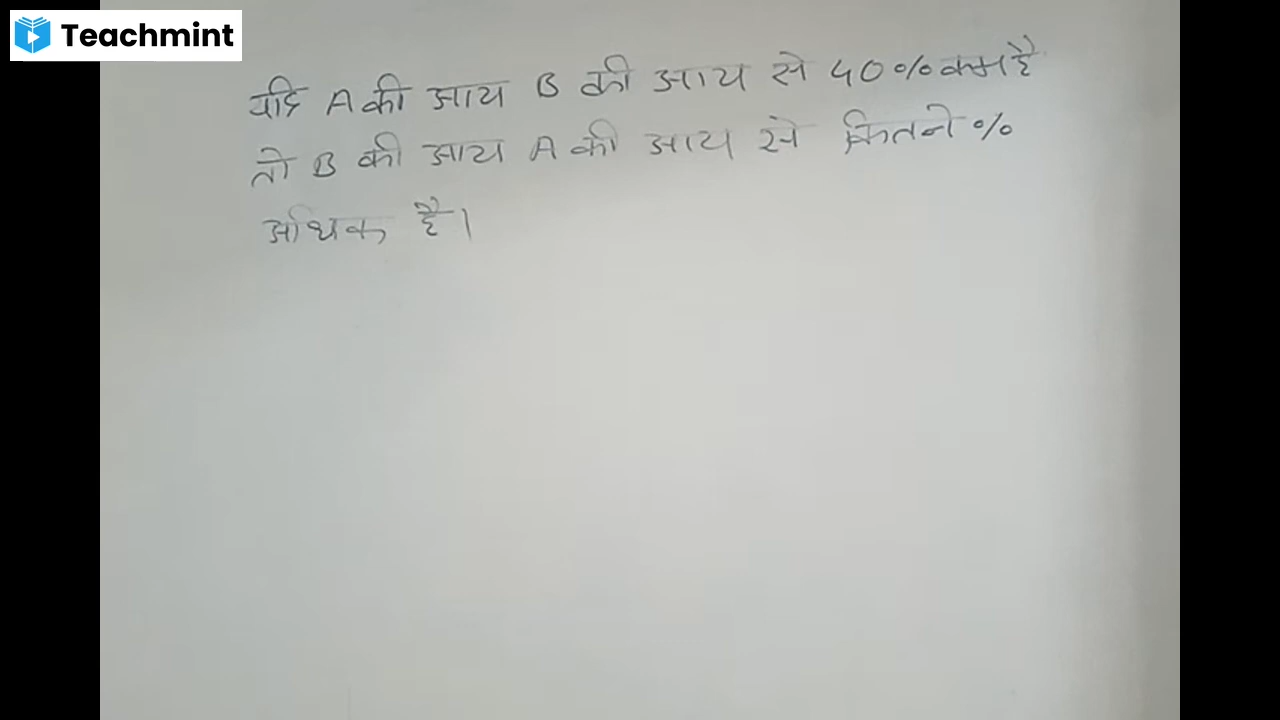 Teachmint
यदि A की आय B की आय से 40% कम है
तो B की आय A की आय से कितने %
अधिक है।